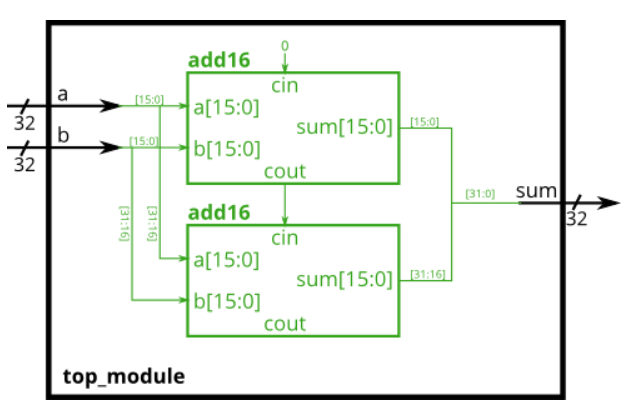 0
add16
cin
a
[15:0]
a[15:0]
32
sum[15:0]
[15:0]
b
[15:0]
b[15:0]
32
cout
[31:0]
sum
32
[31:16]
[31:16]
add16
cin
a[15:0]
sum[15:0]
[31:16]
b[15:0]
cout
top_module